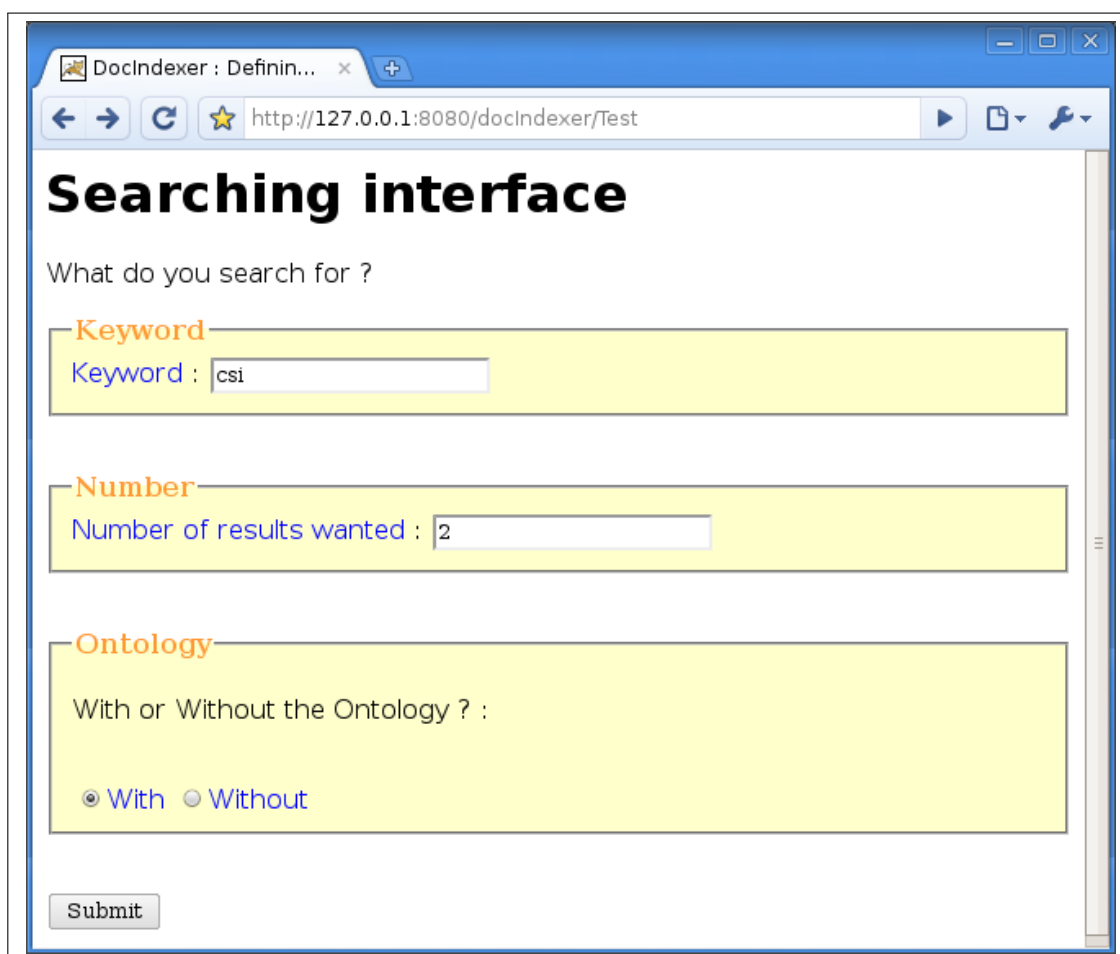 DocIndexer : Definin...
http://127.0.0.1:8080/docIndexer/Test
Searching interface
What do you search for ?
Keyword
Keyword : csi
Number
Number of results wanted : 2
Ontology
With or Without the Ontology ? :
With Without
Submit